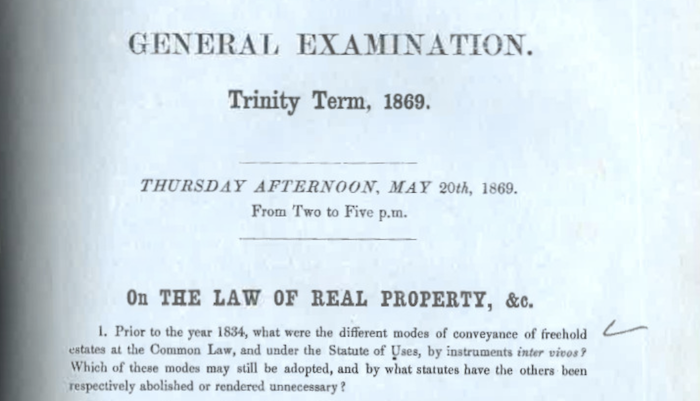 GENERAL EXAMINATION.
Trinity Term, 1869.
THURSDAY AFTERNOON, MAY 20th, 1869.
From Two to Five p.m.
On THE LAW OF REAL PROPERTY, &c.
1. Prior to the year 1834, what were the different modes of conveyance of freehold
estates at the Common Law, and under the Statute of Uses, by instruments inter vivos?
Which of these modes may still be adopted, and by what statutes have the others been
respectively abolished or rendered unnecessary?